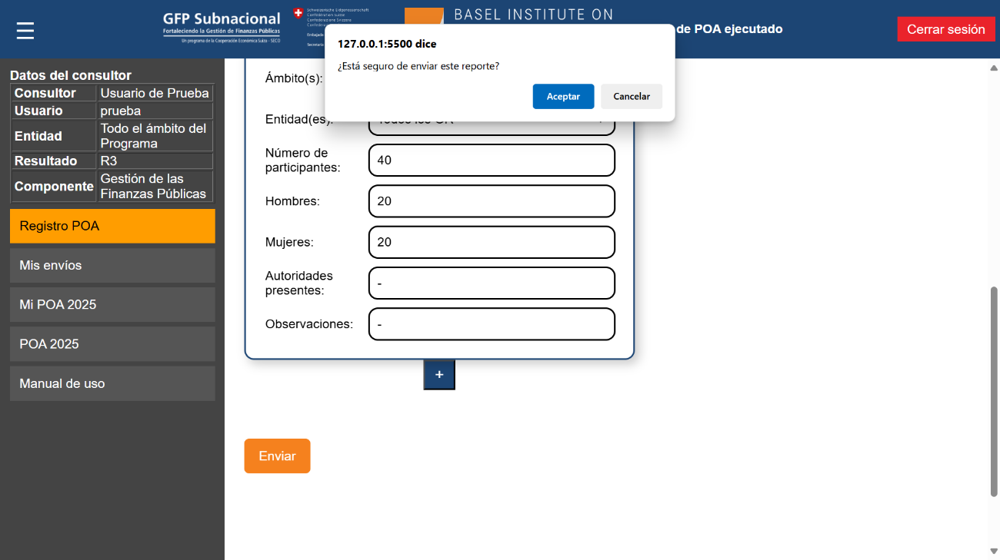 GFP Subnacional
Fortaleciendo la Gestión de Finanzas Públicas
Un programa de la Cooperación Económica Suiza - SECO
Schweizerische Eidgenossenschaft
Confédération suisse
Confederazione Svizzera
Confederaziun
Embajada
Secretaría
BASEL INSTITUTE ON
de POA ejecutado
Cerrar sesión
127.0.0.1:5500 dice
¿Está seguro de enviar este reporte?
Aceptar
Cancelar
Datos del consultor
Consultor Usuario de Prueba
Usuario prueba
Entidad Todo el ámbito del
Programa
Resultado R3
Componente Gestión de las
Finanzas Públicas
Registro POA
Mis envíos
Mi POA 2025
POA 2025
Manual de uso
Ámbito(s):
Entidad(es):
Número de
participantes:
40
Hombres:
20
Mujeres:
20
Autoridades
presentes:
-
Observaciones:
-
+
Enviar